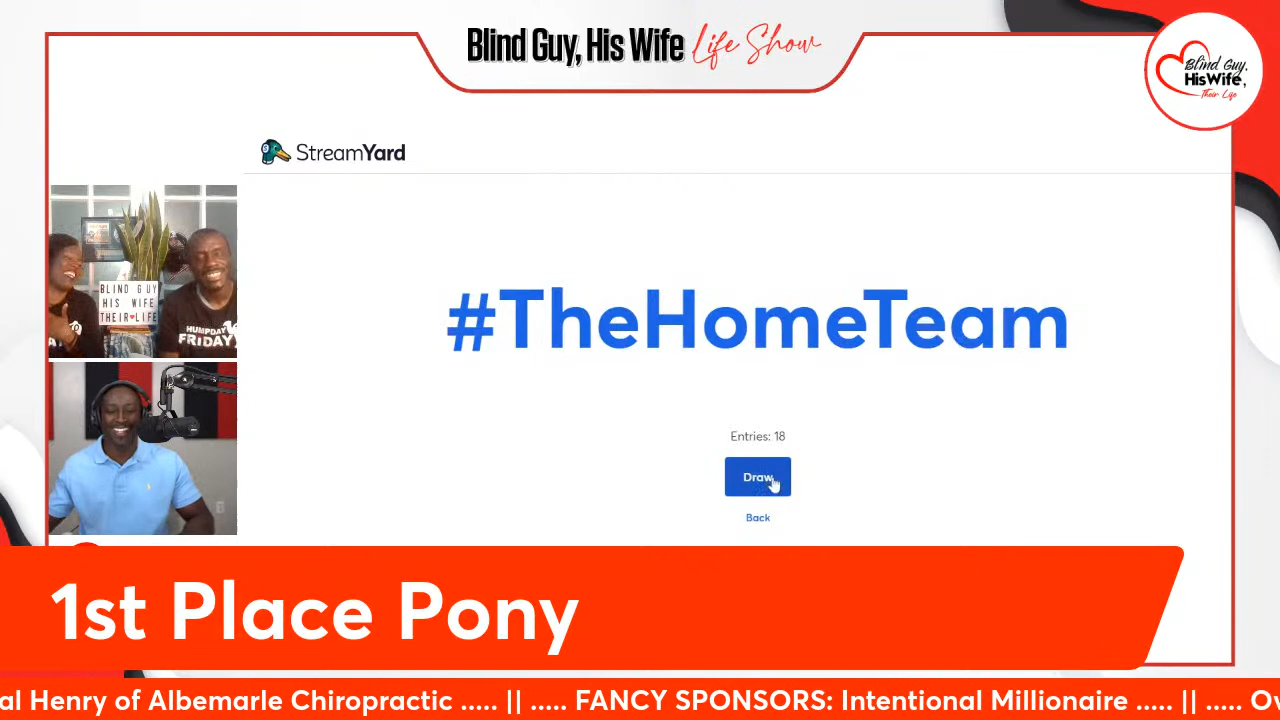 Blind Guy, His Wife Life Show
Blind Guy,
His Wife,
Their Life
StreamYard
BLIND GUY
HIS WIFE
THEIR♥LIFE
HUMPDAY
FRIDAY
#TheHomeTeam
Entries: 18
Draw
Back
1st Place Pony
al Henry of Albemarle Chiropractic ..... || ..... FANCY SPONSORS: Intentional Millionaire ..... || ..... Ov